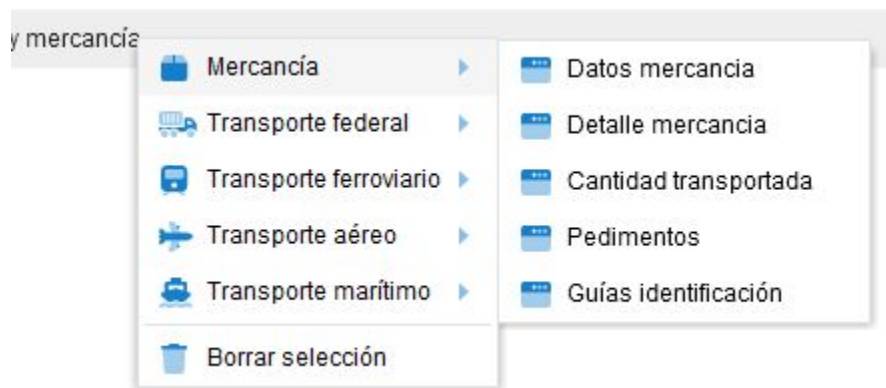 y mercancía
Mercancía
Transporte federal
Transporte ferroviario
Transporte aéreo
Transporte marítimo
Borrar selección
Datos mercancia
Detalle mercancia
Cantidad transportada
Pedimentos
Guías identificación